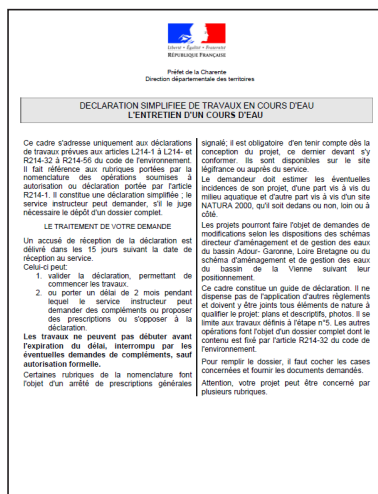 Liberté • Égalité • Fraternité
RÉPUBLIQUE FRANÇAISE
Préfet de la Charente
Direction départementale des territoires
DECLARATION SIMPLIFIEE DE TRAVAUX EN COURS D'EAU
L'ENTRETIEN D'UN COURS D'EAU
Ce cadre s'adresse uniquement aux déclarations
de travaux prévues aux articles L214-1 à L214- et
R214-32 à R214-56 du code de l'environnement.
Il fait référence aux rubriques portées par la
nomenclature des opérations soumises à
autorisation ou déclaration portée par l'article
R214-1. Il constitue une déclaration simplifiée ; le
service instructeur peut demander, s'il le juge
nécessaire le dépôt d'un dossier complet.
LE TRAITEMENT DE VOTRE DEMANDE
Un accusé de réception de la déclaration est
délivré dans les 15 jours suivant la date de
réception au service.
Celui-ci peut:
1. valider la déclaration, permettant de
commencer les travaux.
2. ou porter un délai de 2 mois pendant
lequel le service instructeur peut
demander des compléments ou proposer
des prescriptions ou s'opposer à la
déclaration.
Les travaux ne peuvent pas débuter avant
l'expiration du délai, interrompu par les
éventuelles demandes de compléments, sauf
autorisation formelle.
Certaines rubriques de la nomenclature font
l'objet d'un arrêté de prescriptions générales
signalé; il est obligatoire d'en tenir compte dès la
conception du projet, ce dernier devant s'y
conformer. Ils sont disponibles sur le site
légifrance ou auprès du service.
Le demandeur doit estimer les éventuelles
incidences de son projet, d'une part vis à vis du
milieu aquatique et d'autre part vis à vis d'un site
NATURA 2000, qu'il soit dedans ou non, loin ou à
côté.
Les projets pourront faire l'objet de demandes de
modifications selon les dispositions des schémas
directeur d'aménagement et de gestion des eaux
du bassin Adour- Garonne, Loire Bretagne ou du
schéma d'aménagement et de gestion des eaux
du bassin de la Vienne suivant leur
positionnement.
Ce cadre constitue un guide de déclaration. Il ne
dispense pas de l'application d'autres règlements
et doivent y être joints tous éléments de nature à
qualifier le projet: plans et descriptifs, photos. Il se
limite aux travaux définis à l'étape n°5. Les autres
opérations font l'objet d'un dossier complet dont le
contenu est fixé par l'article R214-32 du code de
l'environnement.
Pour remplir le dossier, il faut cocher les cases
concernées et fournir les documents demandés.
Attention, votre projet peut être concerné par
plusieurs rubriques.